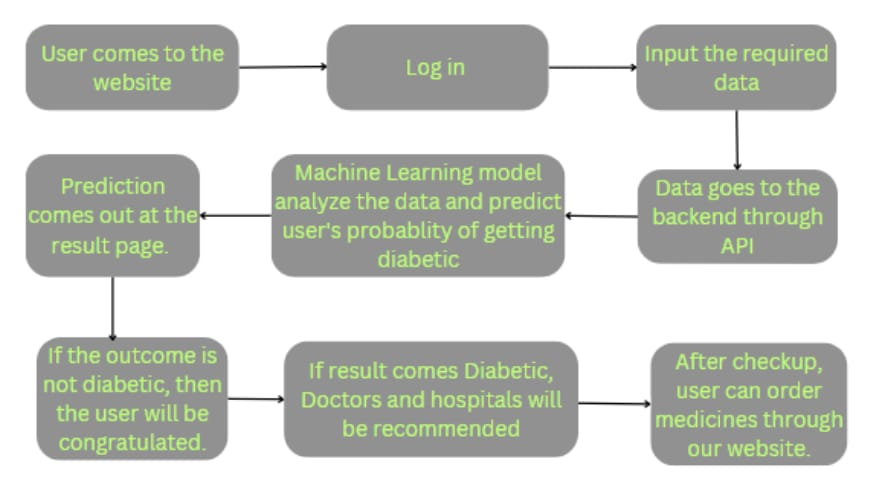 User comes to the
website
Log in
Input the required
data
Data goes to the
backend through
API
Machine Learning model
analyze the data and predict
user's probablity of getting
diabetic
Prediction
comes out at the
result page.
If the outcome is
not diabetic, then
the user will be
congratulated.
If result comes Diabetic,
Doctors and hospitals will
be recommended
After checkup,
user can order
medicines through
our website.